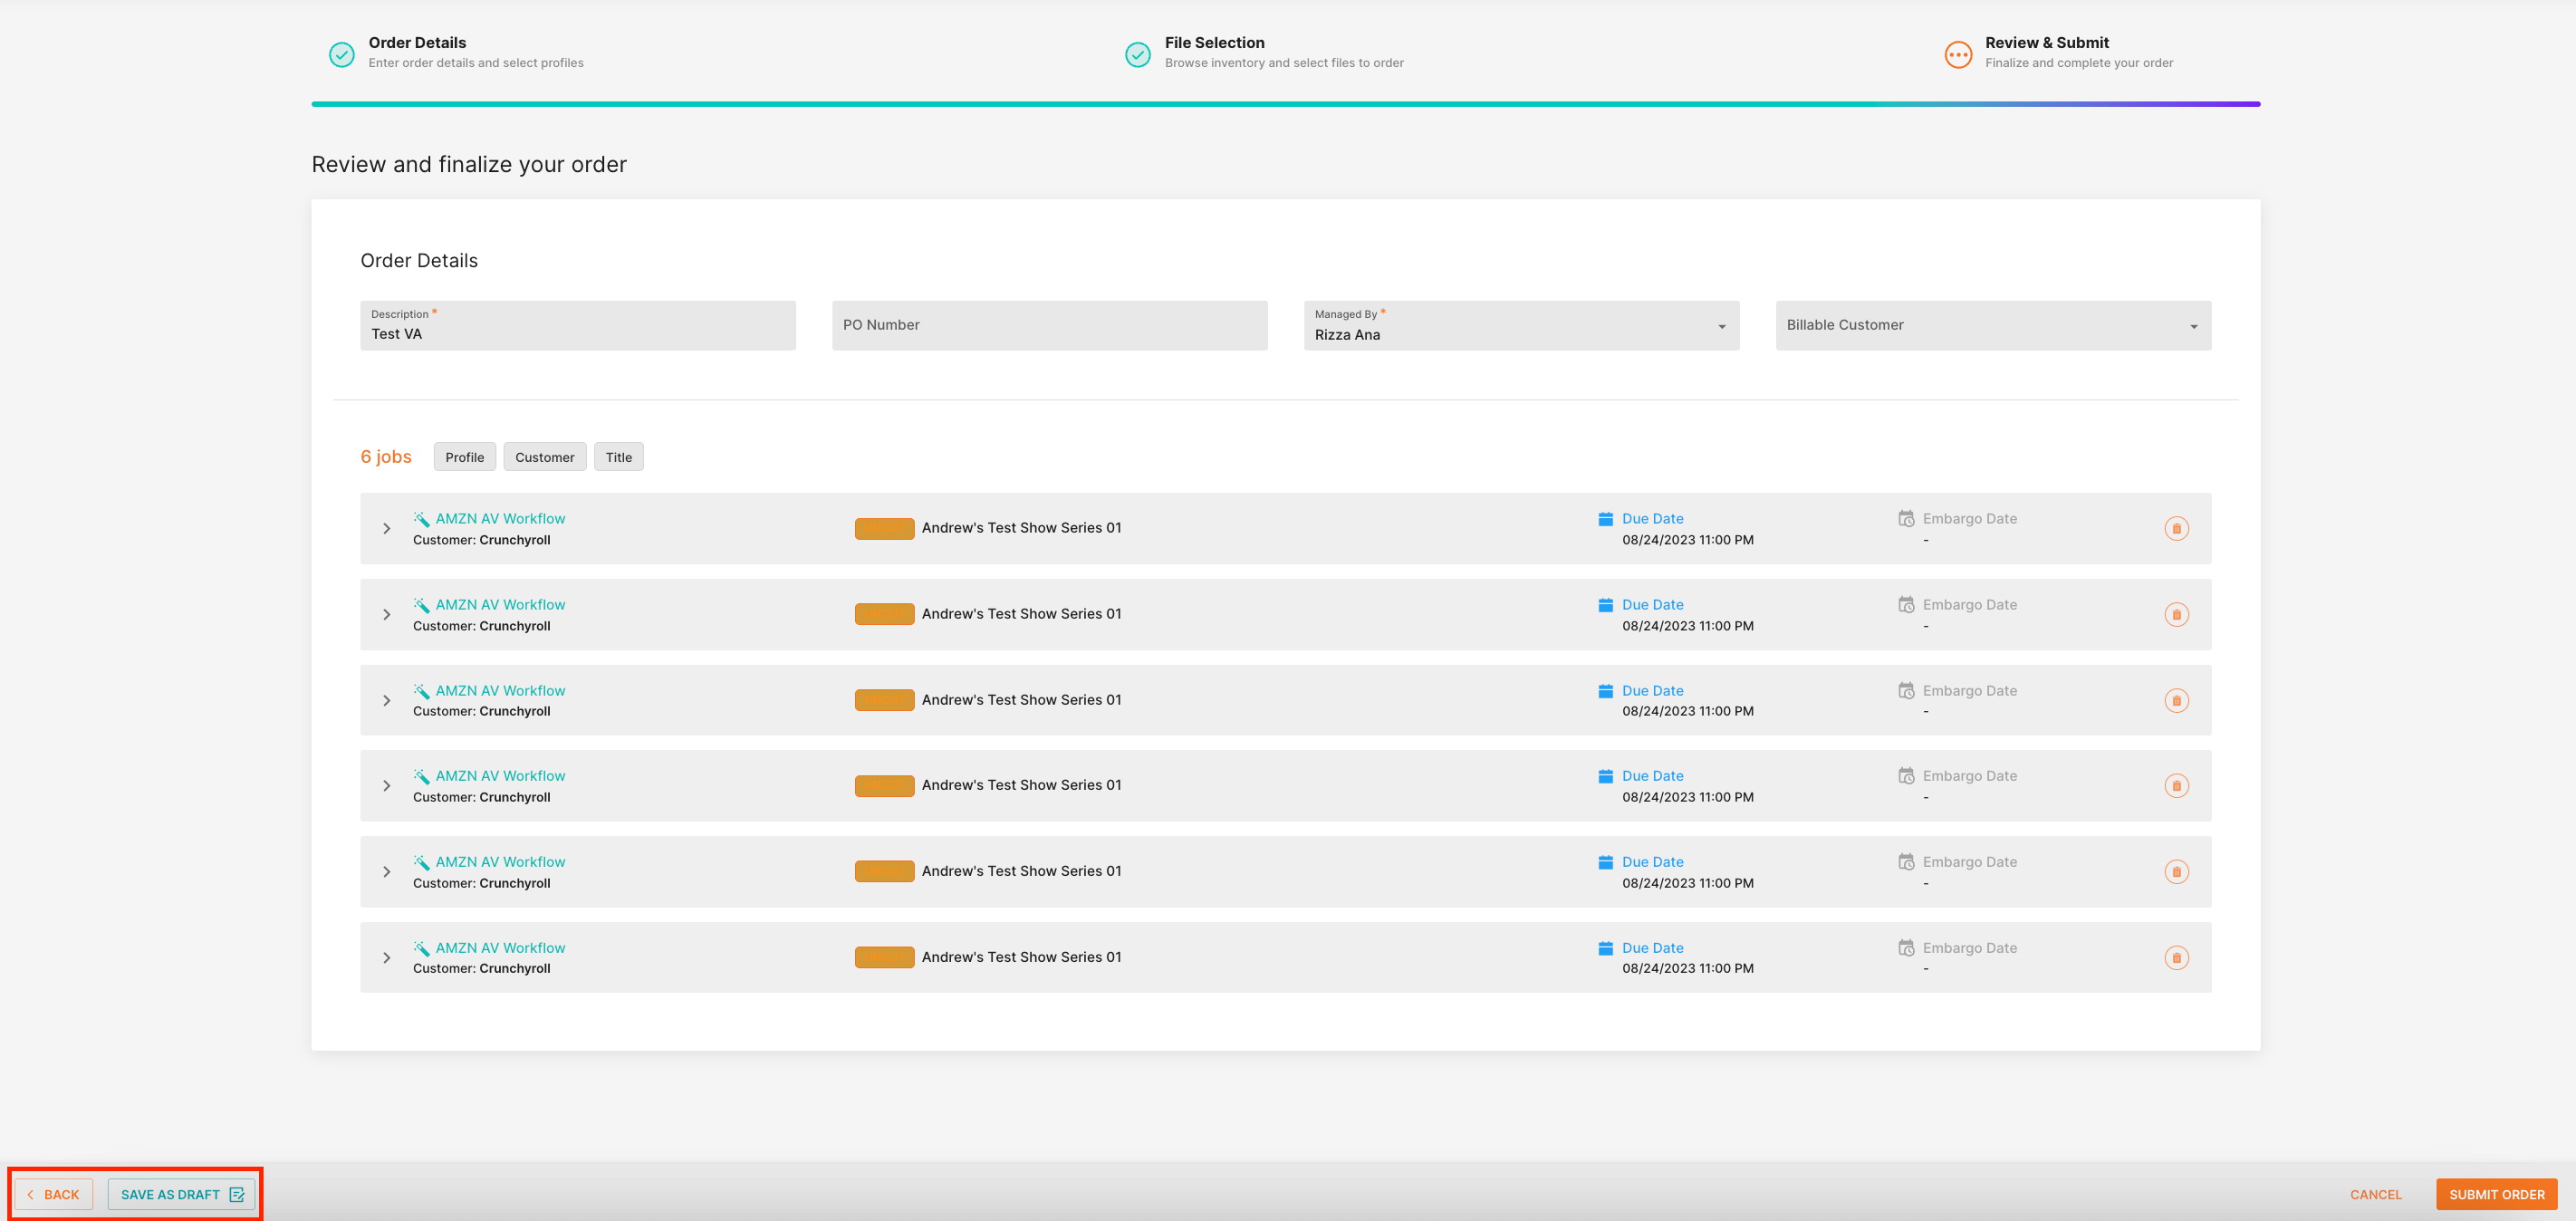 Order Details
Enter order details and select profiles
File Selection
Browse inventory and select files to order
Review & Submit
Finalize and complete your order
Review and finalize your order
Order Details
Description *
Test VA
PO Number
Managed By *
Rizza Ana
Billable Customer
6 jobs
Profile
Customer
Title
AMZN AV Workflow
Customer: Crunchyroll
Andrew's Test Show Series 01
Due Date
08/24/2023 11:00 PM
Embargo Date
-
AMZN AV Workflow
Customer: Crunchyroll
Andrew's Test Show Series 01
Due Date
08/24/2023 11:00 PM
Embargo Date
-
AMZN AV Workflow
Customer: Crunchyroll
Andrew's Test Show Series 01
Due Date
08/24/2023 11:00 PM
Embargo Date
-
AMZN AV Workflow
Customer: Crunchyroll
Andrew's Test Show Series 01
Due Date
08/24/2023 11:00 PM
Embargo Date
-
AMZN AV Workflow
Customer: Crunchyroll
Andrew's Test Show Series 01
Due Date
08/24/2023 11:00 PM
Embargo Date
-
AMZN AV Workflow
Customer: Crunchyroll
Andrew's Test Show Series 01
Due Date
08/24/2023 11:00 PM
Embargo Date
-
BACK
SAVE AS DRAFT
CANCEL
SUBMIT ORDER